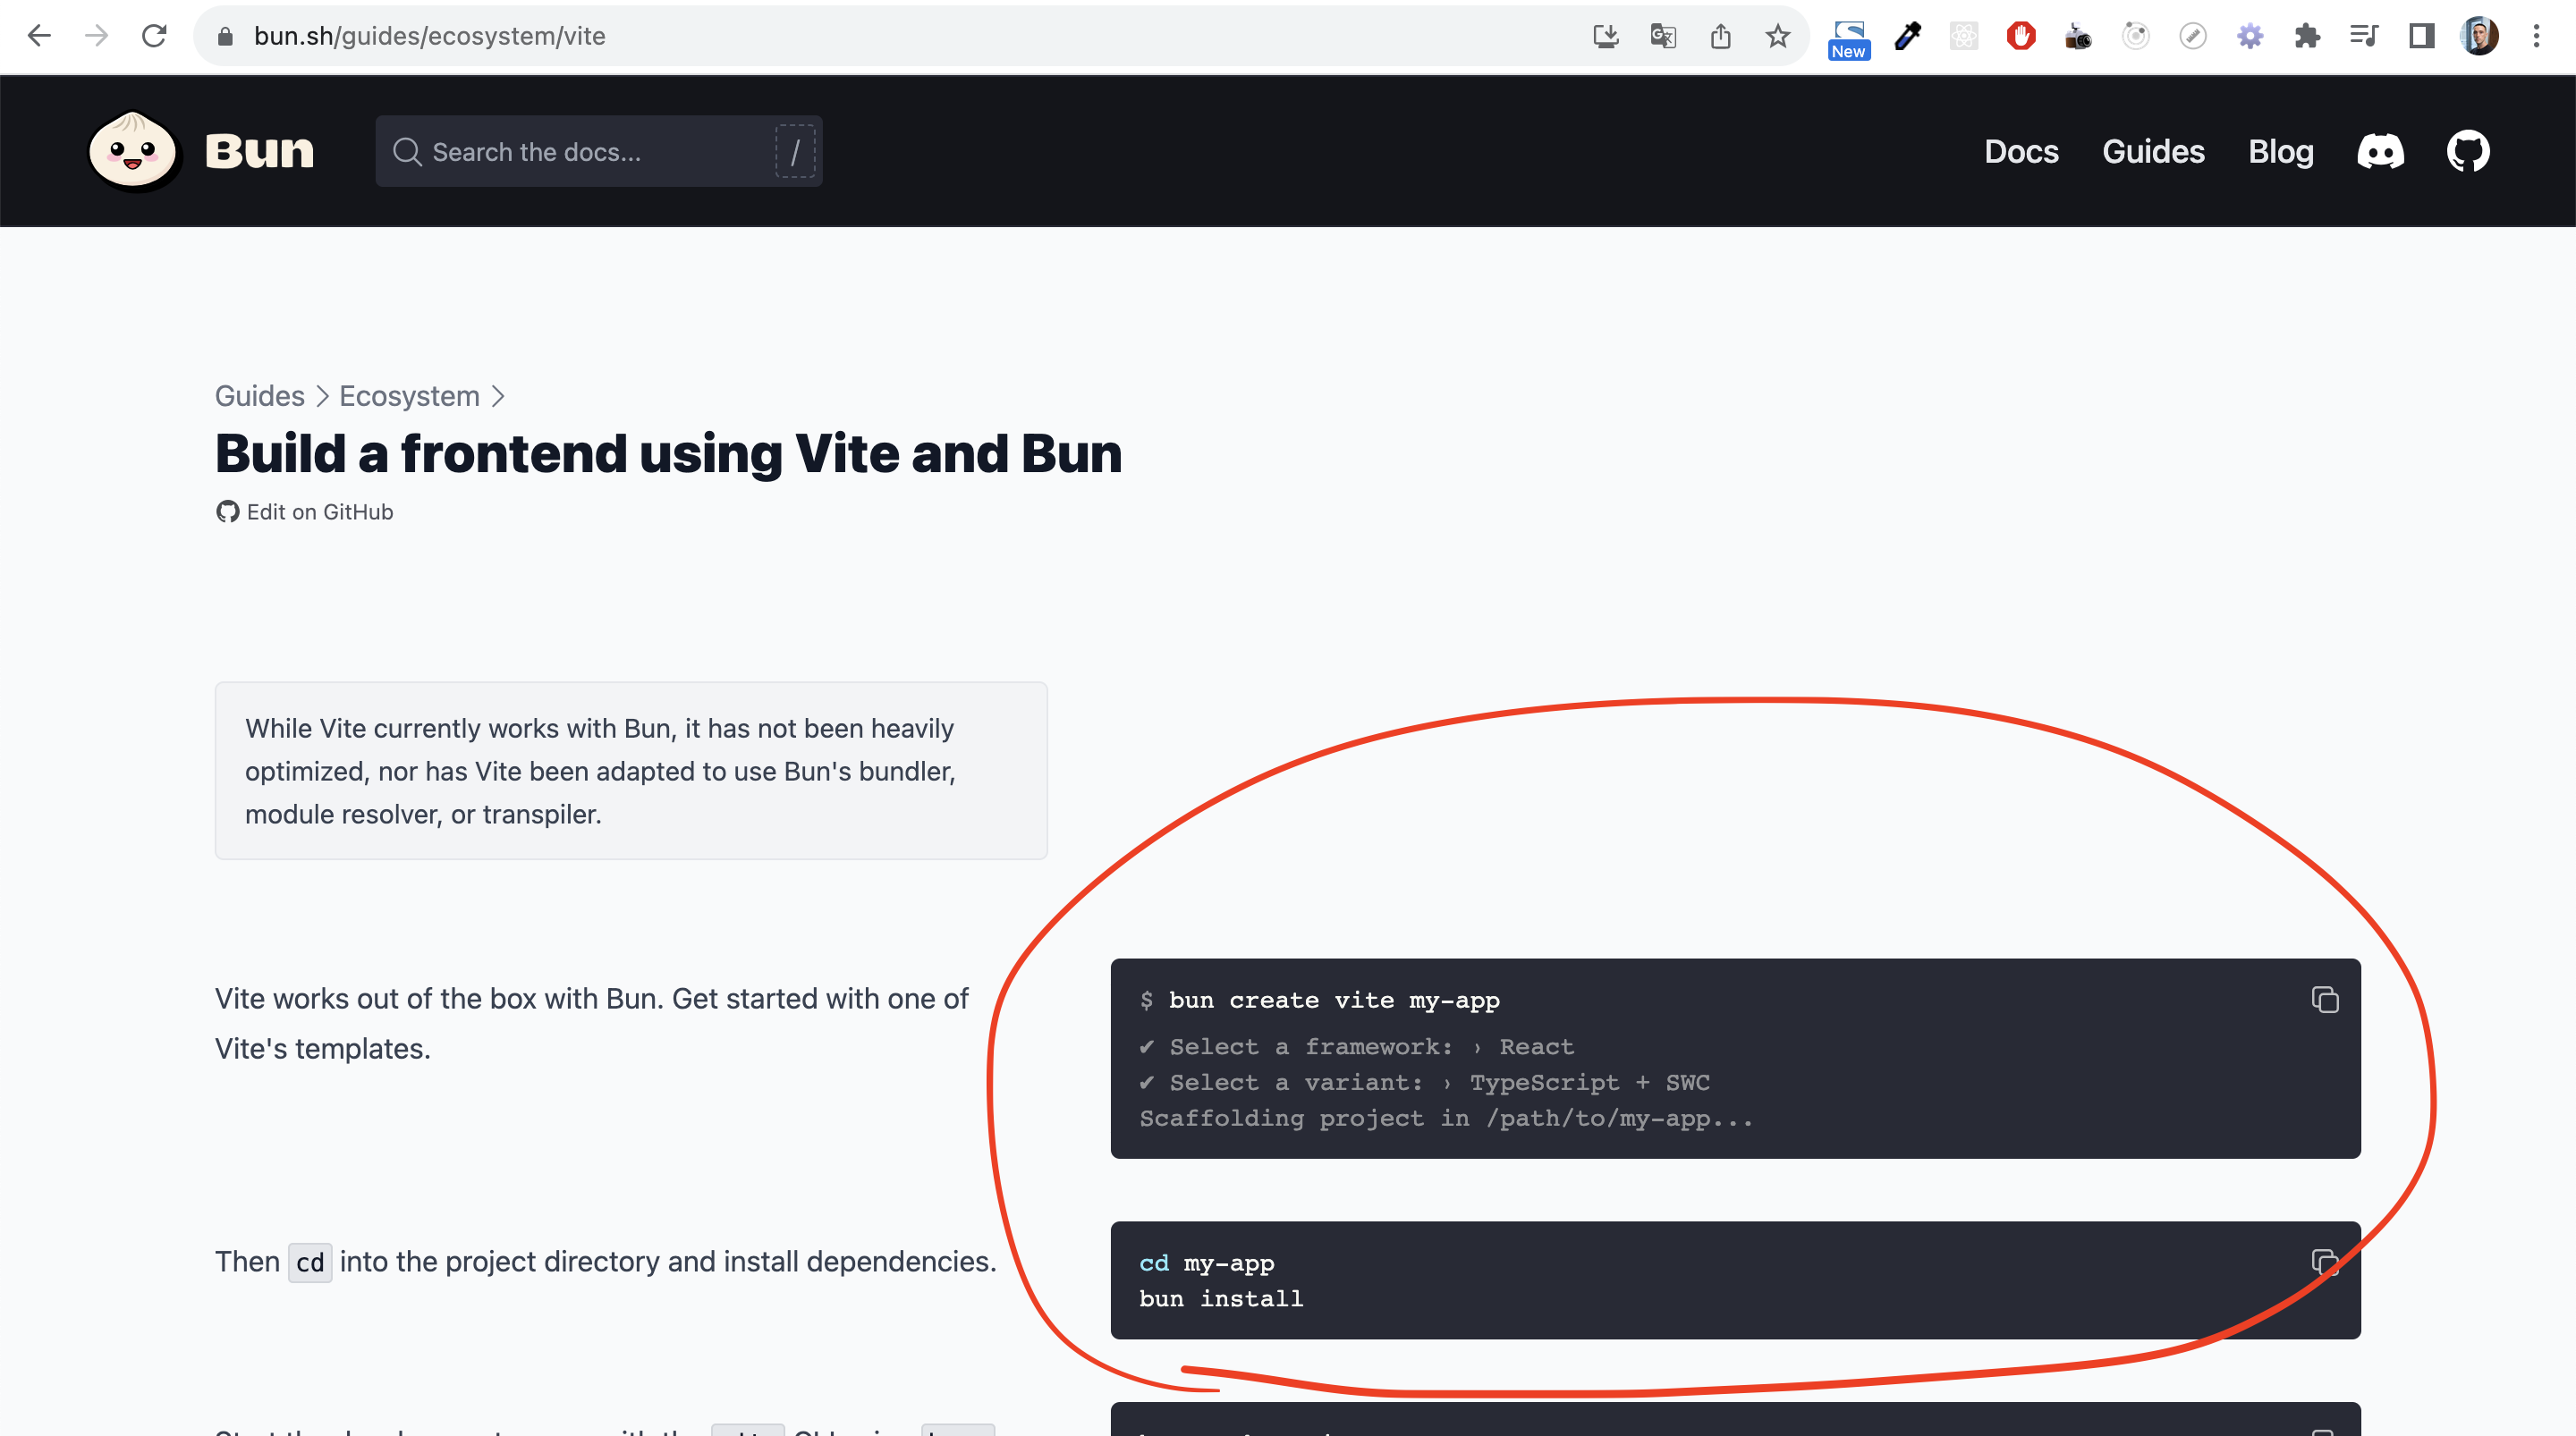 bun.sh/guides/ecosystem/vite
New
Bun
Search the docs...
/
Docs
Guides
Blog
Guides > Ecosystem >
Build a frontend using Vite and Bun
Edit on GitHub
While Vite currently works with Bun, it has not been heavily
optimized, nor has Vite been adapted to use Bun's bundler,
module resolver, or transpiler.
Vite works out of the box with Bun. Get started with one of
Vite's templates.
$ bun create vite my-app
✔ Select a framework: › React
✔ Select a variant: › TypeScript + SWC
Scaffolding project in /path/to/my-app...
Then cd into the project directory and install dependencies.
cd my-app
bun install